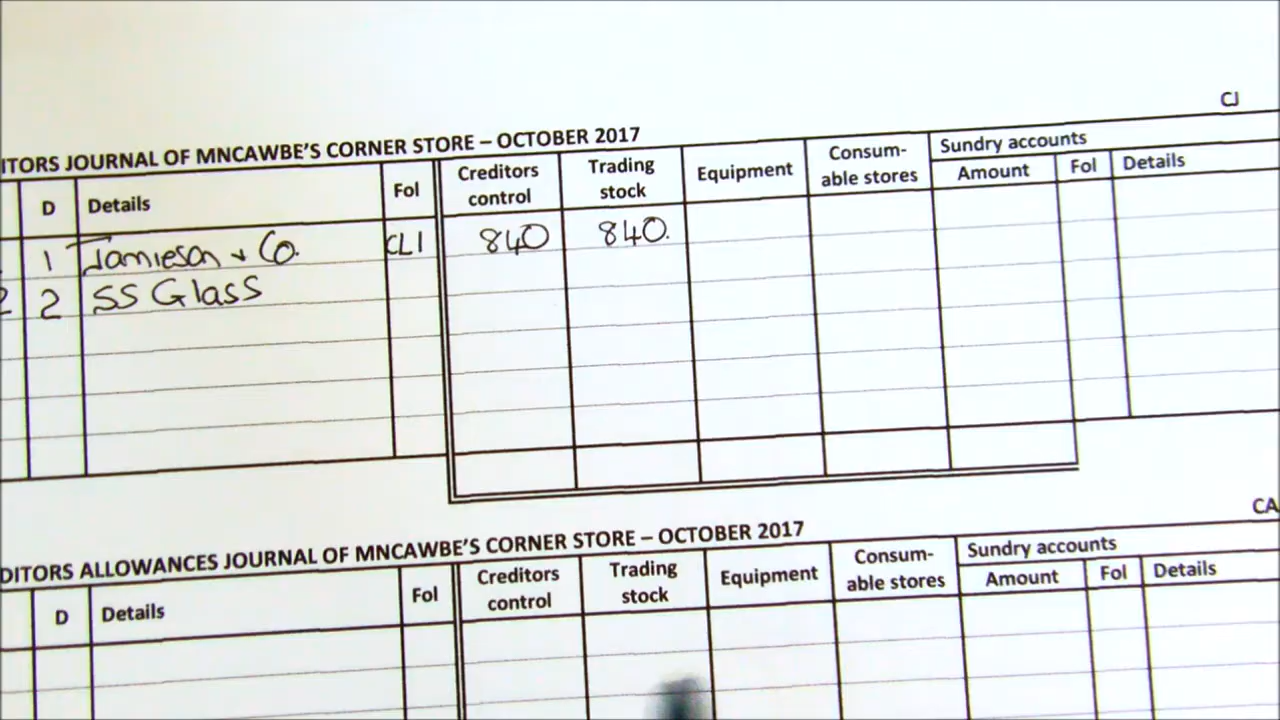 CJ
ITORS JOURNAL OF MNCAWBE'S CORNER STORE – OCTOBER 2017
D Details Fol Creditors control Trading stock Equipment Consum-able stores Sundry accounts
Amount Fol Details
1 Jamieson + Co. CL1 840 840.
2 2 SS Glass
CA
DITORS ALLOWANCES JOURNAL OF MNCAWBE'S CORNER STORE – OCTOBER 2017
D Details Fol Creditors control Trading stock Equipment Consum-able stores Sundry accounts
Amount Fol Details